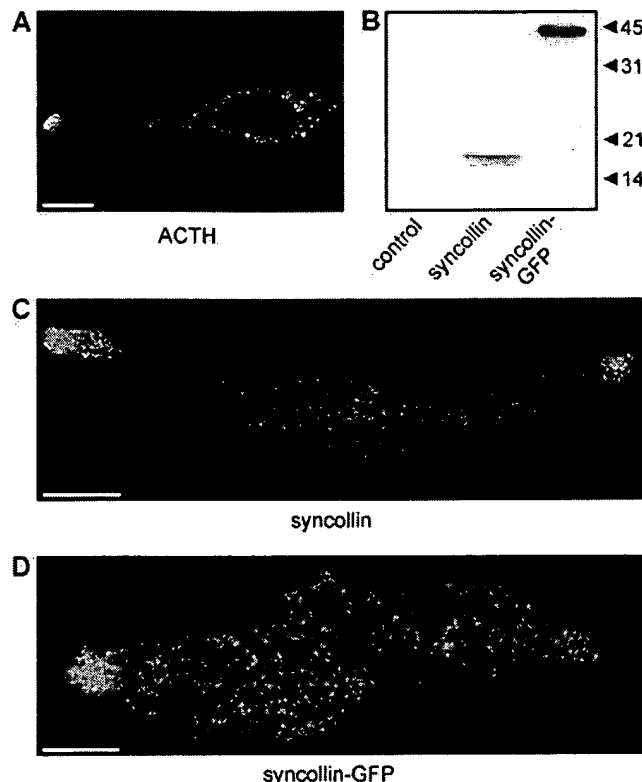 A
B
45
31
21
14
ACTH
control
syncollin
syncollin-
GFP
C
syncollin
D
syncollin-GFP